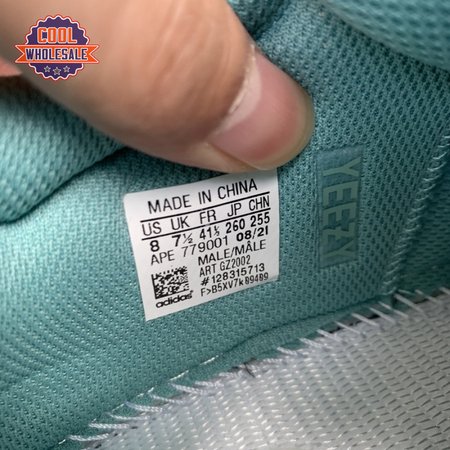 COOL
WHOLESALE
MADE IN CHINA
US UK FR JP CHN
8 7½ 41⅓ 260 255
APE 779001 08/21
MALE/MÂLE
ART GZ2002
#128315713
F>B5XV7k09489
adidas
YEEZY